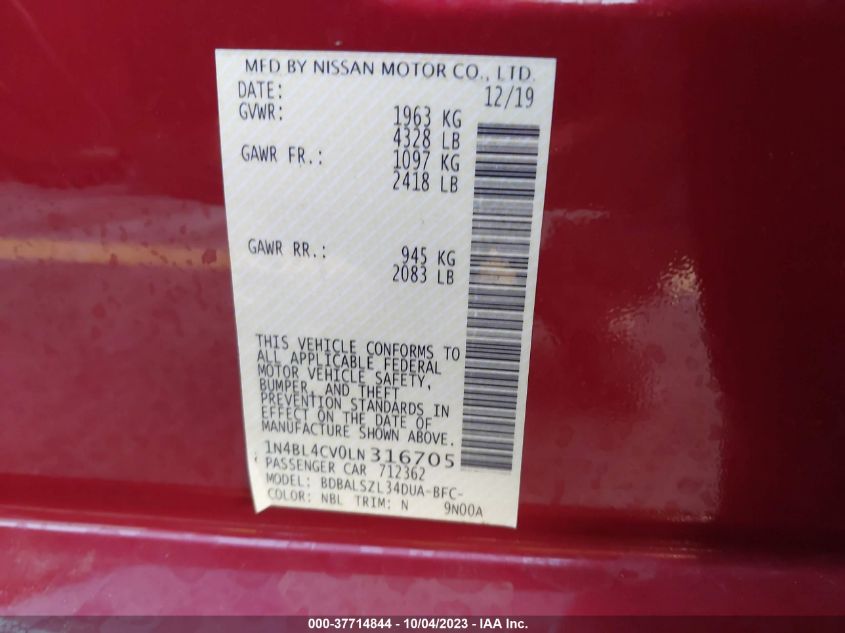 MFD BY NISSAN MOTOR CO., LTD.
DATE: 12/19
GVWR: 1963 KG
4328 LB
GAWR FR.: 1097 KG
2418 LB
GAWR RR.: 945 KG
2083 LB
THIS VEHICLE CONFORMS TO
ALL APPLICABLE FEDERAL
MOTOR VEHICLE SAFETY,
BUMPER, AND THEFT
PREVENTION STANDARDS IN
EFFECT ON THE DATE OF
MANUFACTURE SHOWN ABOVE.
1N4BL4CV0LN316705
PASSENGER CAR 712362
MODEL: BDBALSZL34DUA-BFC-
COLOR: NBL TRIM: N 9N00A
000-37714844 - 10/04/2023 - IAA Inc.